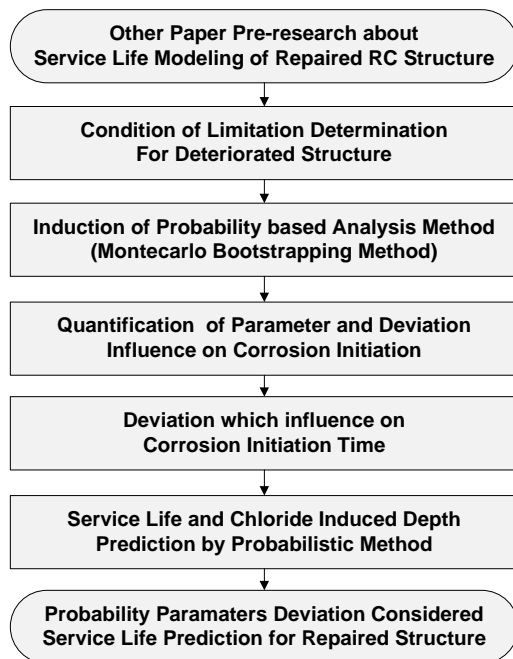 Other Paper Pre-research about
Service Life Modeling of Repaired RC Structure
Condition of Limitation Determination
For Deteriorated Structure
Induction of Probability based Analysis Method
(Montecarlo Bootstrapping Method)
Quantification of Parameter and Deviation
Influence on Corrosion Initiation
Deviation which influence on
Corrosion Initiation Time
Service Life and Chloride Induced Depth
Prediction by Probabilistic Method
Probability Paramaters Deviation Considered
Service Life Prediction for Repaired Structure